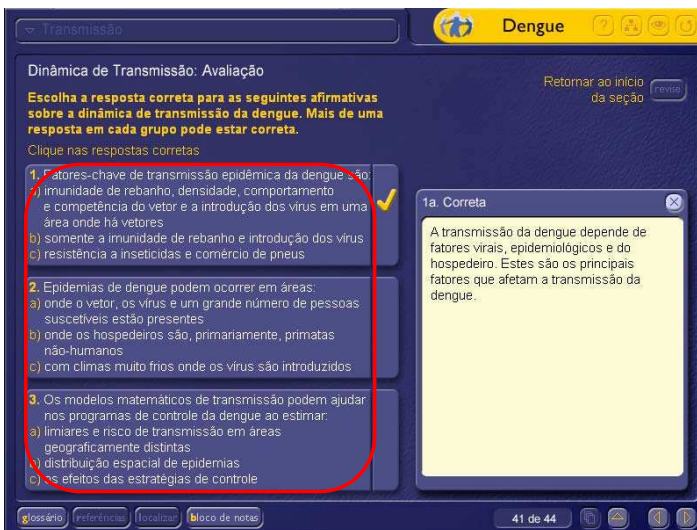 Transmissão
Dengue
Dinâmica de Transmissão: Avaliação
Escolha a resposta correta para as seguintes afirmativas
sobre a dinâmica de transmissão da dengue. Mais de uma
resposta em cada grupo pode estar correta.
Clique nas respostas corretas
Retornar ao início
da seção
revise
1. Fatores-chave de transmissão epidêmica da dengue são:
a) imunidade de rebanho, densidade, comportamento
e competência do vetor e a introdução dos vírus em uma
área onde há vetores
b) somente a imunidade de rebanho e introdução dos vírus
c) resistência a inseticidas e comércio de pneus
2. Epidemias de dengue podem ocorrer em áreas:
a) onde o vetor, os vírus e um grande número de pessoas
suscetíveis estão presentes
b) onde os hospedeiros são, primariamente, primatas
não-humanos
c) com climas muito frios onde os vírus são introduzidos
3. Os modelos matemáticos de transmissão podem ajudar
nos programas de controle da dengue ao estimar:
a) limiares e risco de transmissão em áreas
geograficamente distintas
b) distribuição espacial de epidemias
c) os efeitos das estratégias de controle
1a. Correta
A transmissão da dengue depende de
fatores virais, epidemiológicos e do
hospedeiro. Estes são os principais
fatores que afetam a transmissão da
dengue.
glossário
referências
localizar
bloco de notas
41 de 44